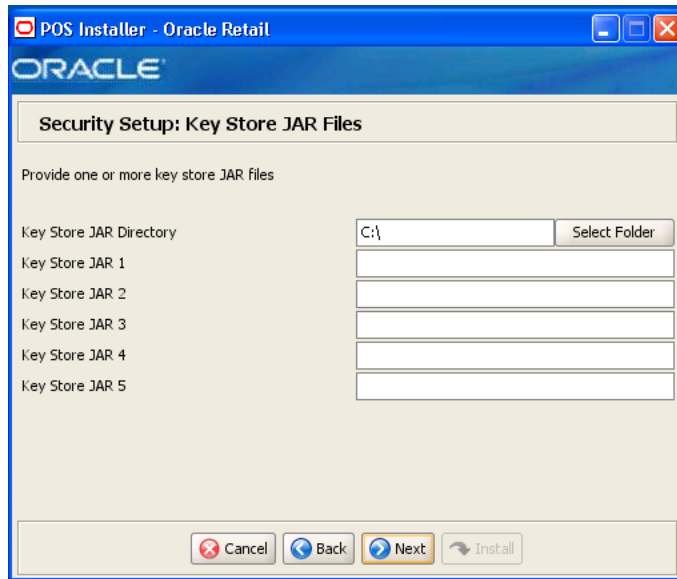 POS Installer - Oracle Retail
ORACLE
Security Setup: Key Store JAR Files
Provide one or more key store JAR files
Key Store JAR Directory C:\ Select Folder
Key Store JAR 1
Key Store JAR 2
Key Store JAR 3
Key Store JAR 4
Key Store JAR 5
Cancel Back Next Install